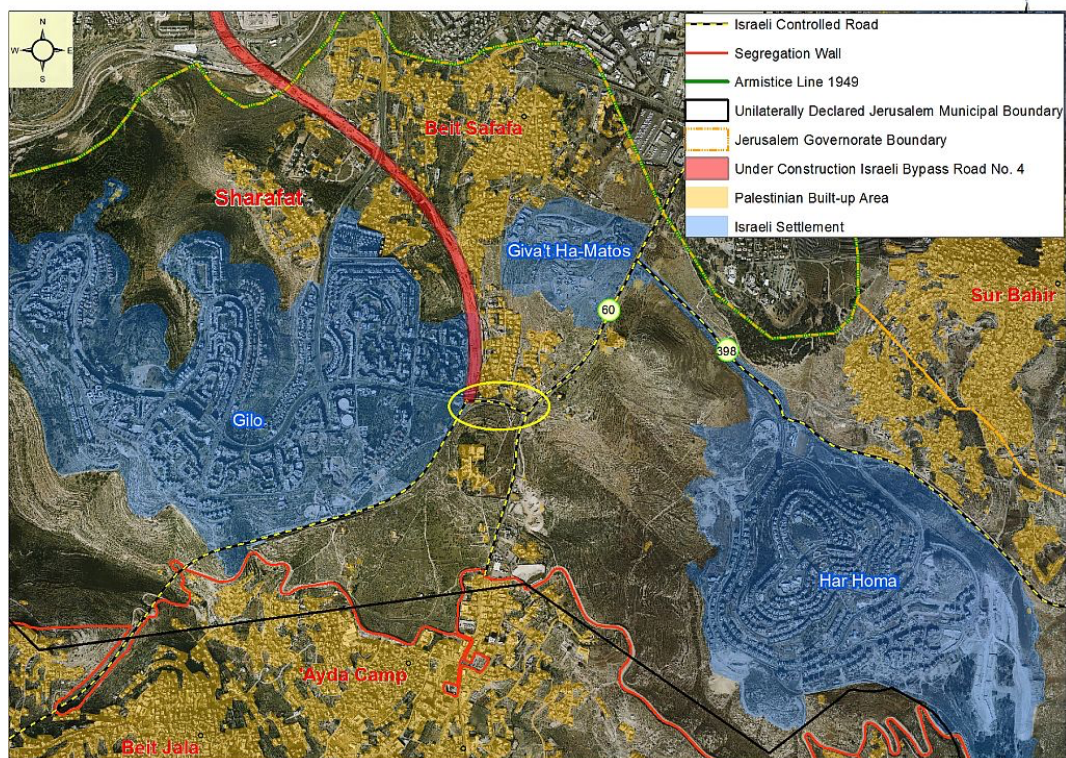 N
W E
S
Israeli Controlled Road
Segregation Wall
Armistice Line 1949
Unilaterally Declared Jerusalem Municipal Boundary
Jerusalem Governorate Boundary
Under Construction Israeli Bypass Road No. 4
Palestinian Built-up Area
Israeli Settlement
Beit Safafa
Sharafat
Giva't Ha-Matos
Sur Bahir
60
398
Gilo
Har Homa
'Ayda Camp
Beit Jala